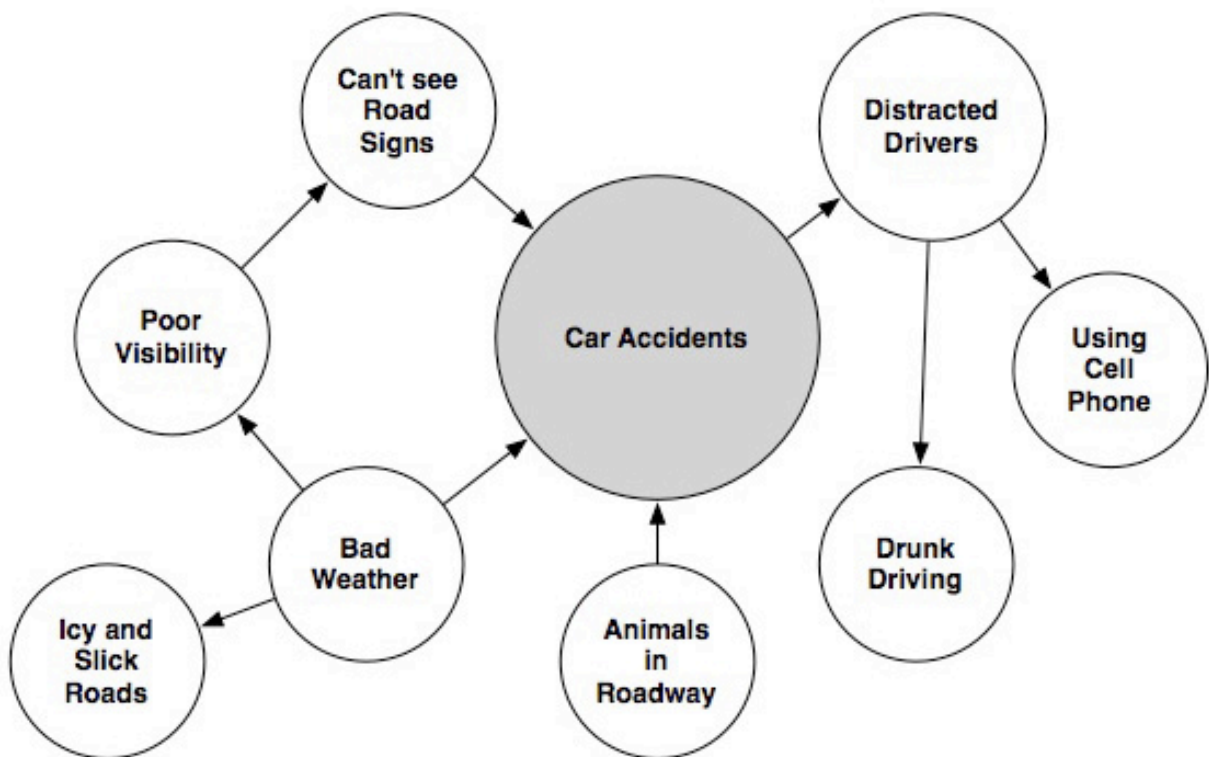 Can't see
Road
Signs
Distracted
Drivers
Poor
Visibility
Car Accidents
Using
Cell
Phone
Bad
Weather
Drunk
Driving
Icy and
Slick
Roads
Animals
in
Roadway